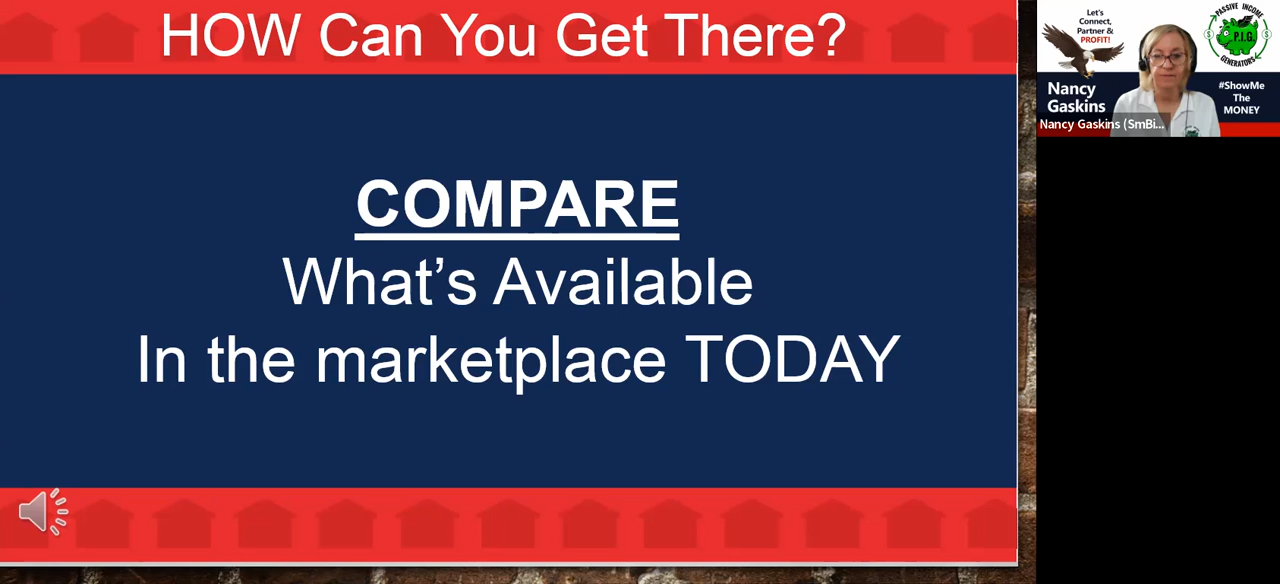 HOW Can You Get There?
COMPARE
What's Available
In the marketplace TODAY
Let's
Connect,
Partner &
PROFIT!
Nancy
Gaskins
Nancy Gaskins (SmBi...
PASSIVE INCOME
P.I.G.
GENERATORS
$ $
#ShowMe
The
MONEY